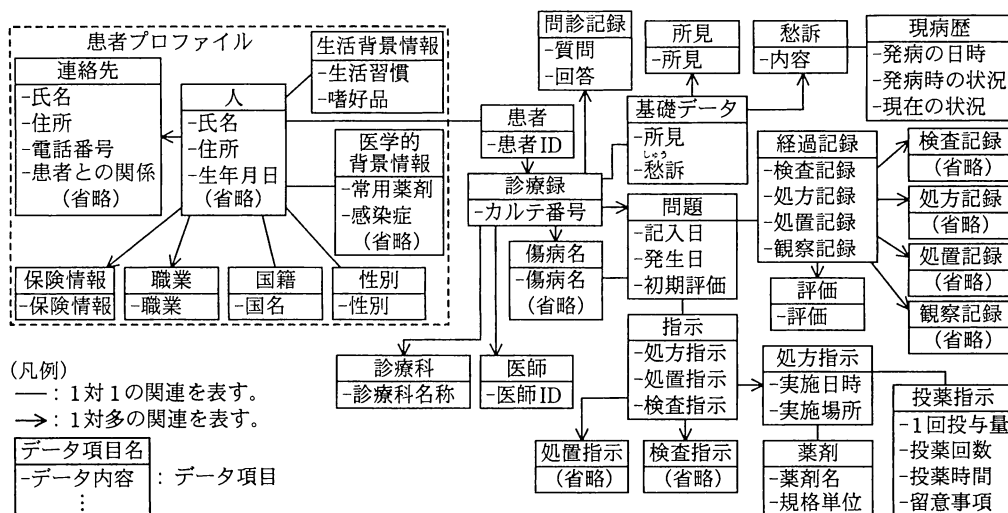 患者プロファイル
連絡先
-氏名
-住所
-電話番号
-患者との関係
(省略)
人
-氏名
-住所
-生年月日
(省略)
生活背景情報
-生活習慣
-嗜好品
医学的
背景情報
-常用薬剤
-感染症
(省略)
保険情報
-保険情報
職業
-職業
国籍
-国名
性別
-性別
患者
-患者ID
診療録
-カルテ番号
問診記録
-質問
-回答
所見
-所見
愁訴
-内容
現病歴
-発病の日時
-発病時の状況
-現在の状況
基礎データ
-所見
しゅう
-愁訴
問題
-記入日
-発生日
-初期評価
傷病名
-傷病名
(省略)
経過記録
-検査記録
-処方記録
-処置記録
-観察記録
検査記録
(省略)
処方記録
(省略)
処置記録
(省略)
観察記録
(省略)
評価
-評価
指示
-処方指示
-処置指示
-検査指示
診療科
-診療科名称
医師
-医師ID
処置指示
(省略)
検査指示
(省略)
処方指示
-実施日時
-実施場所
薬剤
-薬剤名
-規格単位
投薬指示
-1回投与量
-投薬回数
-投薬時間
-留意事項
(凡例)
── : 1対1の関連を表す。
→ : 1対多の関連を表す。
データ項目名
-データ内容 : データ項目
⋮